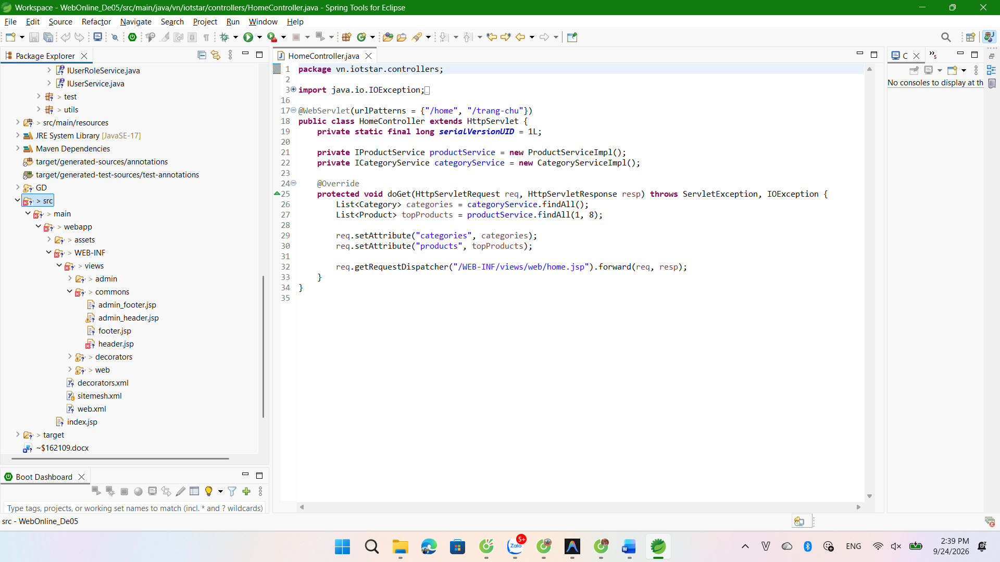 Workspace - WebOnline_De05/src/main/java/vn/iotstar/controllers/HomeController.java - Spring Tools for Eclipse
File Edit Source Refactor Navigate Search Project Run Window Help
Package Explorer
IUserRoleService.java
IUserService.java
> test
> utils
> src/main/resources
JRE System Library [JavaSE-17]
Maven Dependencies
target/generated-sources/annotations
target/generated-test-sources/test-annotations
GD
> src
> main
> webapp
> assets
> WEB-INF
> views
> admin
> commons
admin_footer.jsp
admin_header.jsp
footer.jsp
header.jsp
> decorators
> web
decorators.xml
sitemesh.xml
web.xml
index.jsp
> target
~$162109.docx
Boot Dashboard
Type tags, projects, or working set names to match (incl. * and ? wildcards)
src - WebOnline_De05
HomeController.java
1 package vn.iotstar.controllers;
2
3 import java.io.IOException;
16
17 @WebServlet(urlPatterns = {"/home", "/trang-chu"})
18 public class HomeController extends HttpServlet {
19 private static final long serialVersionUID = 1L;
20
21 private IProductService productService = new ProductServiceImpl();
22 private ICategoryService categoryService = new CategoryServiceImpl();
23
24 @Override
25 protected void doGet(HttpServletRequest req, HttpServletResponse resp) throws ServletException, IOException {
26 List<Category> categories = categoryService.findAll();
27 List<Product> topProducts = productService.findAll(1, 8);
28
29 req.setAttribute("categories", categories);
30 req.setAttribute("products", topProducts);
31
32 req.getRequestDispatcher("/WEB-INF/views/web/home.jsp").forward(req, resp);
33 }
34 }
35
C
»5
No consoles to display at th
Zalo
5+
ENG
2:39 PM
9/24/2026